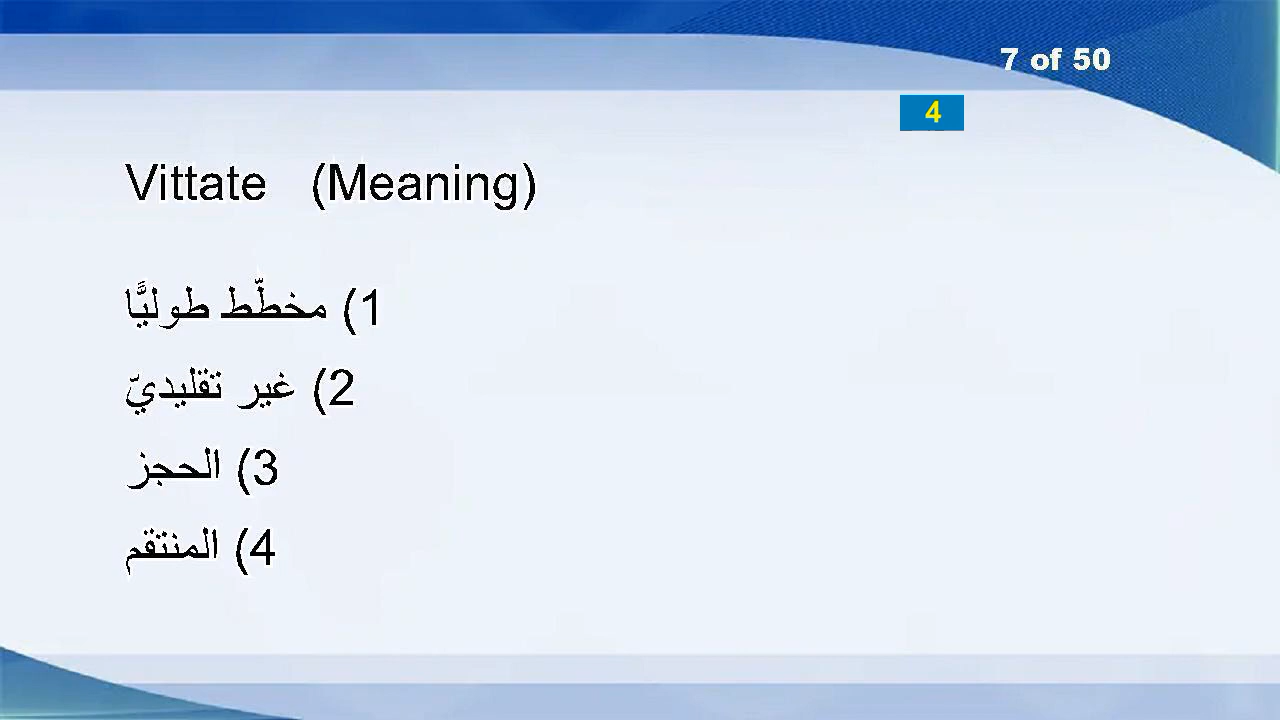 7 of 50
4
Vittate (Meaning)
1) مخطّط طوليًّا
2) غير تقليديّ
3) الحجز
4) المنتقم